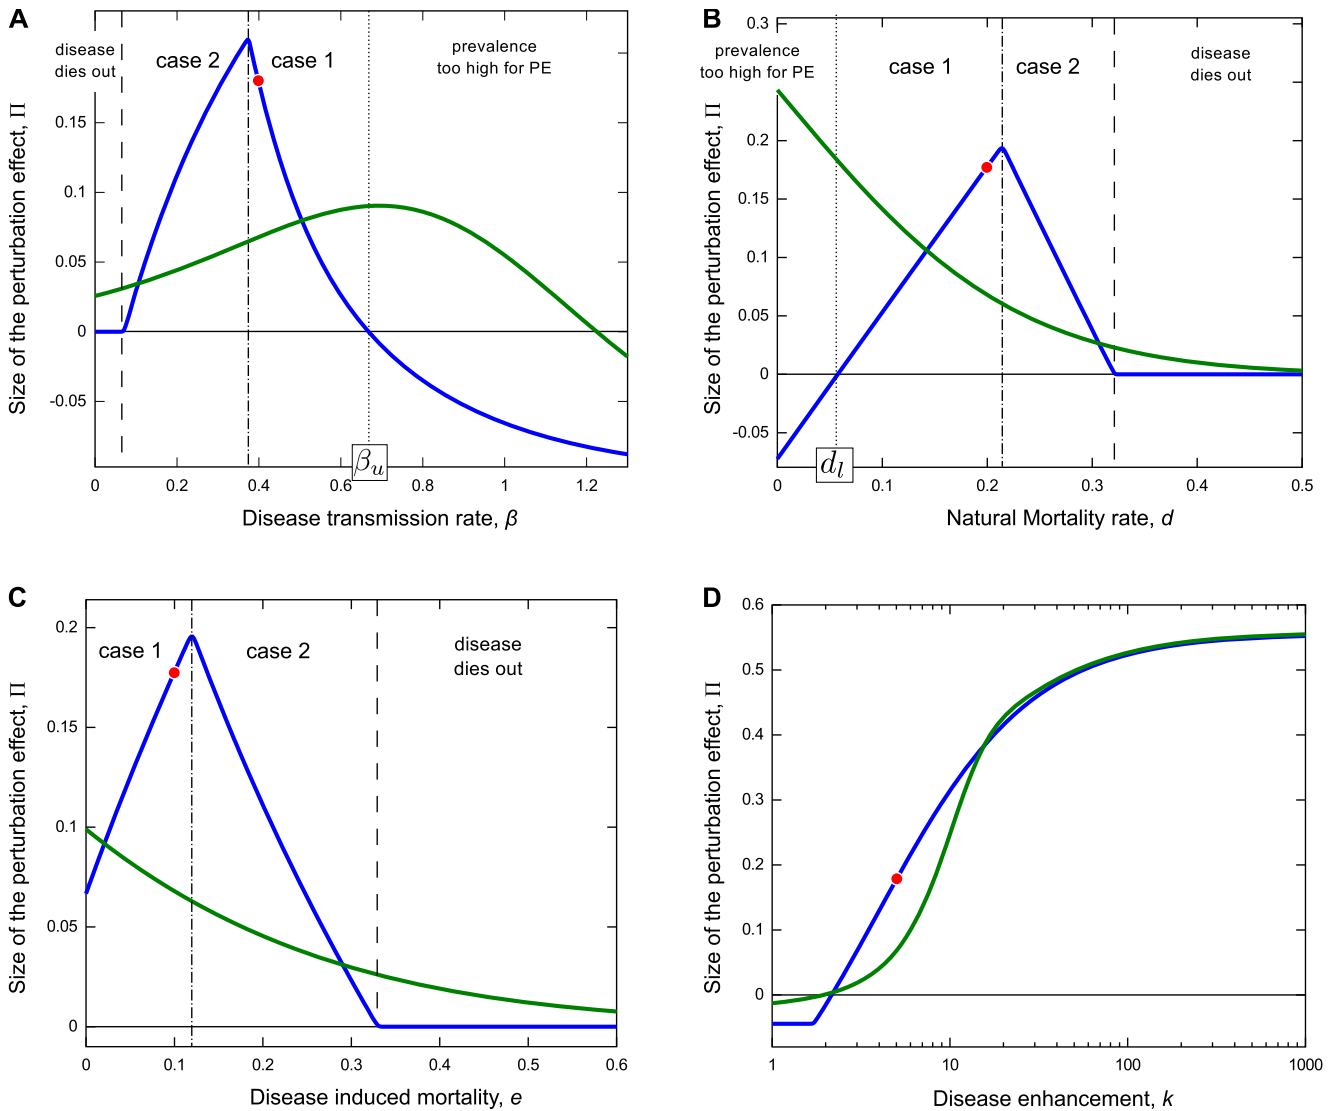 A
disease
dies out
case 2
case 1
prevalence
too high for PE
0.15
0.1
0.05
0
-0.05
Size of the perturbation effect, Π
0 0.2 0.4 0.6 0.8 1 1.2
βu
Disease transmission rate, β
B
prevalence
too high for PE
case 1
case 2
disease
dies out
0.3
0.2
0.15
0.1
0.05
0
-0.05
Size of the perturbation effect, Π
0 0.1 0.2 0.3 0.4 0.5
dl
Natural Mortality rate, d
C
case 1
case 2
disease
dies out
0.2
0.15
0.1
0.05
0
Size of the perturbation effect, Π
0 0.1 0.2 0.3 0.4 0.5 0.6
Disease induced mortality, e
D
0.6
0.5
0.4
0.3
0.2
0.1
0
Size of the perturbation effect, Π
1 10 100 1000
Disease enhancement, k